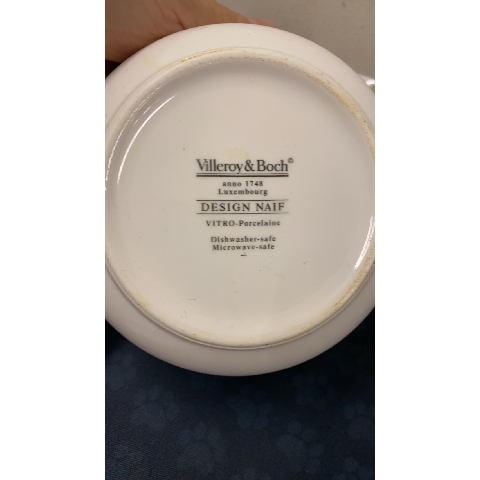 Villeroy & Boch©
anno 1748
Luxembourg
DESIGN NAIF
VITRO-Porcelaine
Dishwasher-safe
Microwave-safe